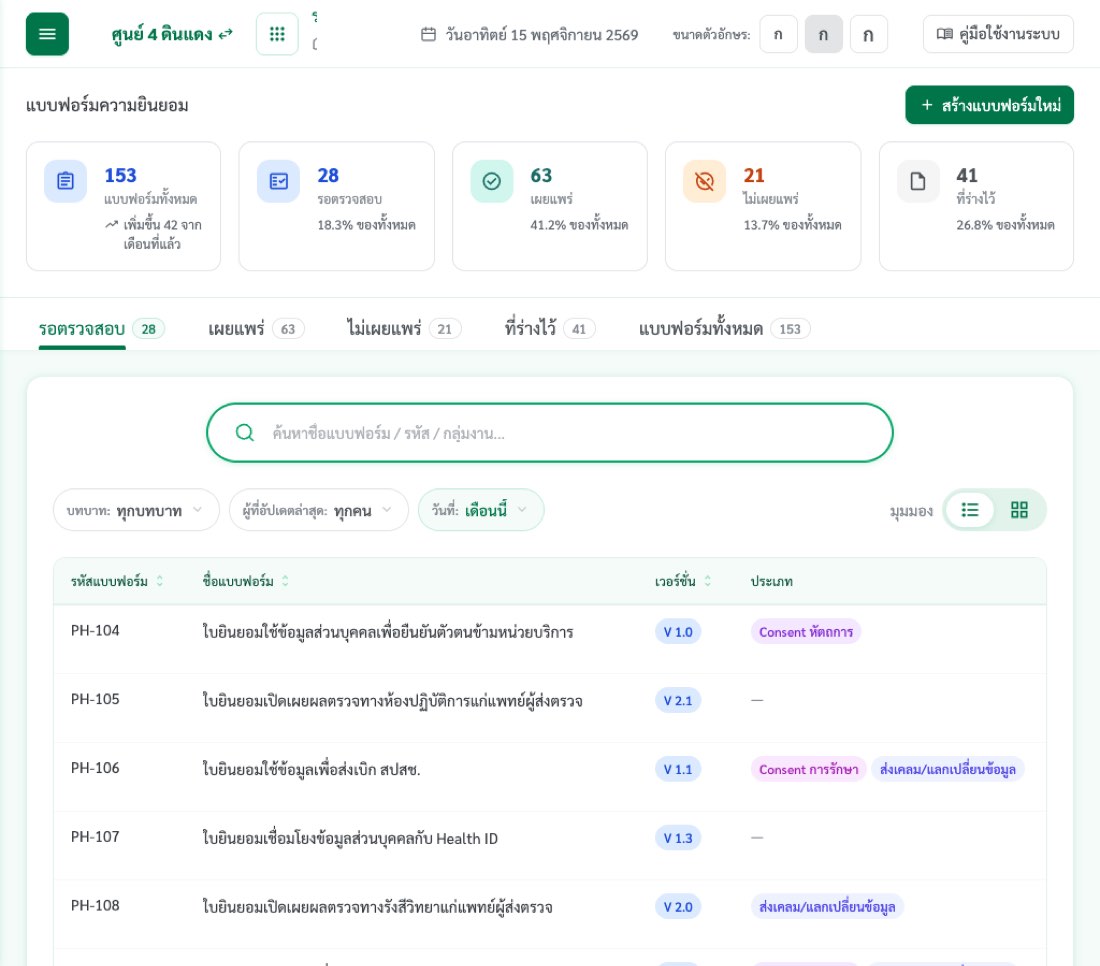 ศูนย์ 4 ดินแดง
วันอาทิตย์ 15 พฤศจิกายน 2569
ขนาดตัวอักษร:
ก
ก
ก
คู่มือใช้งานระบบ
แบบฟอร์มความยินยอม
+ สร้างแบบฟอร์มใหม่
153
แบบฟอร์มทั้งหมด
เพิ่มขึ้น 42 จาก
เดือนที่แล้ว
28
รอตรวจสอบ
18.3% ของทั้งหมด
63
เผยแพร่
41.2% ของทั้งหมด
21
ไม่เผยแพร่
13.7% ของทั้งหมด
41
ที่ร่างไว้
26.8% ของทั้งหมด
รอตรวจสอบ 28
เผยแพร่ 63
ไม่เผยแพร่ 21
ที่ร่างไว้ 41
แบบฟอร์มทั้งหมด 153
ค้นหาชื่อแบบฟอร์ม / รหัส / กลุ่มงาน...
บทบาท: ทุกบทบาท
ผู้ที่อัปเดตล่าสุด: ทุกคน
วันที่: เดือนนี้
มุมมอง
รหัสแบบฟอร์ม ชื่อแบบฟอร์ม เวอร์ชั่น ประเภท
PH-104 ใบยินยอมใช้ข้อมูลส่วนบุคคลเพื่อยืนยันตัวตนข้ามหน่วยบริการ V 1.0 Consent หัตถการ
PH-105 ใบยินยอมเปิดเผยผลตรวจทางห้องปฏิบัติการแก่แพทย์ผู้ส่งตรวจ V 2.1 —
PH-106 ใบยินยอมใช้ข้อมูลเพื่อส่งเบิก สปสช. V 1.1 Consent การรักษา ส่งเคลม/แลกเปลี่ยนข้อมูล
PH-107 ใบยินยอมเชื่อมโยงข้อมูลส่วนบุคคลกับ Health ID V 1.3 —
PH-108 ใบยินยอมเปิดเผยผลตรวจทางรังสีวิทยาแก่แพทย์ผู้ส่งตรวจ V 2.0 ส่งเคลม/แลกเปลี่ยนข้อมูล